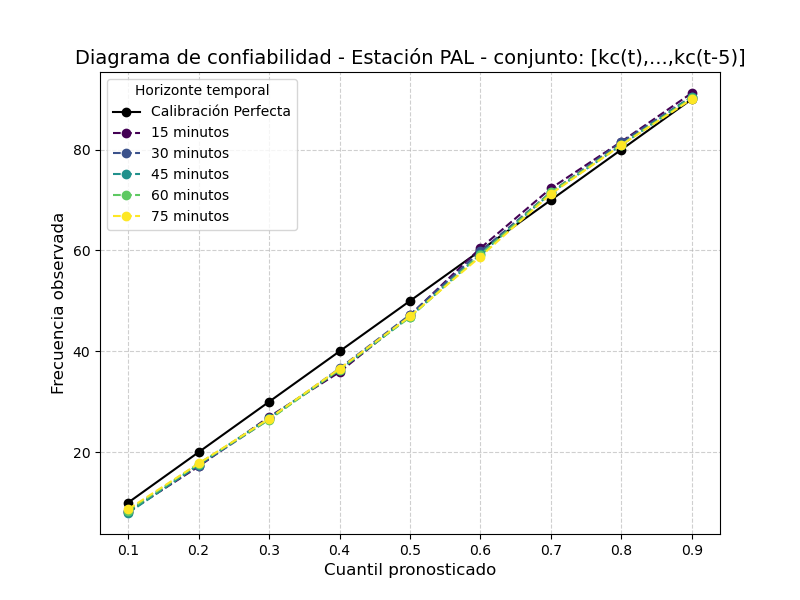 Diagrama de confiabilidad - Estación PAL - conjunto: [kc(t),...,kc(t-5)]
Horizonte temporal
Calibración Perfecta
15 minutos
30 minutos
45 minutos
60 minutos
75 minutos
Frecuencia observada
80
60
40
20
0.1 0.2 0.3 0.4 0.5 0.6 0.7 0.8 0.9
Cuantil pronosticado